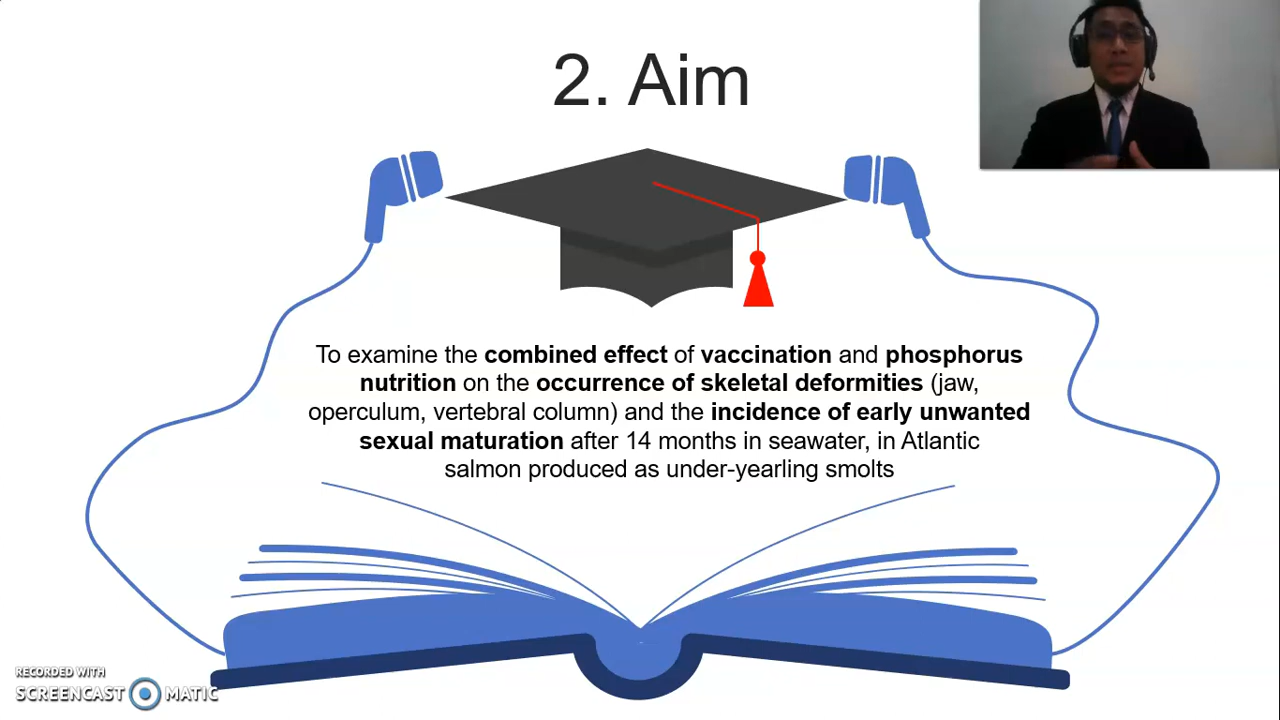 2. Aim
To examine the combined effect of vaccination and phosphorus
nutrition on the occurrence of skeletal deformities (jaw,
operculum, vertebral column) and the incidence of early unwanted
sexual maturation after 14 months in seawater, in Atlantic
salmon produced as under-yearling smolts
RECORDED WITH
SCREENCAST MATIC